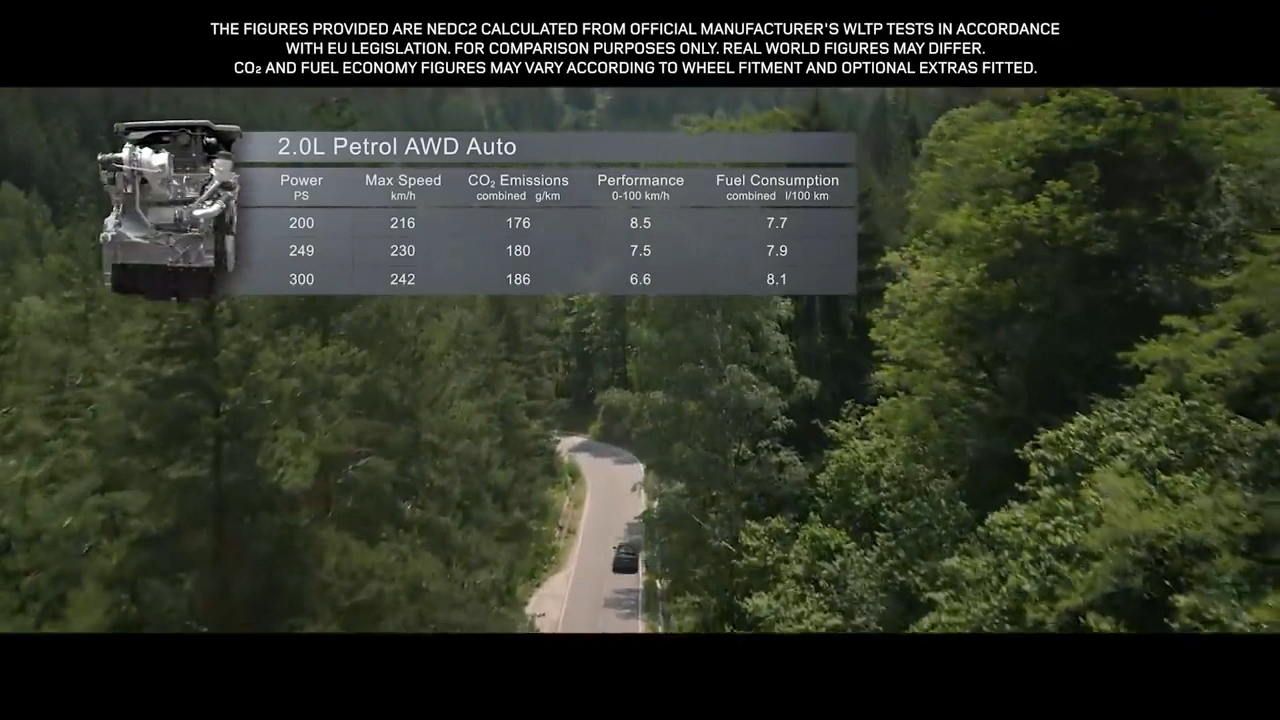 THE FIGURES PROVIDED ARE NEDC2 CALCULATED FROM OFFICIAL MANUFACTURER'S WLTP TESTS IN ACCORDANCE
WITH EU LEGISLATION. FOR COMPARISON PURPOSES ONLY. REAL WORLD FIGURES MAY DIFFER.
CO₂ AND FUEL ECONOMY FIGURES MAY VARY ACCORDING TO WHEEL FITMENT AND OPTIONAL EXTRAS FITTED.
2.0L Petrol AWD Auto
Power Max Speed CO₂ Emissions Performance Fuel Consumption
PS km/h combined g/km 0-100 km/h combined l/100 km
200 216 176 8.5 7.7
249 230 180 7.5 7.9
300 242 186 6.6 8.1